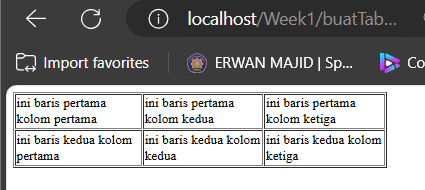 localhost/Week1/buatTab...
Import favorites
ERWAN MAJID | Sp...
Co
ini baris pertama kolom pertama
ini baris pertama kolom kedua
ini baris pertama kolom ketiga
ini baris kedua kolom pertama
ini baris kedua kolom kedua
ini baris kedua kolom ketiga